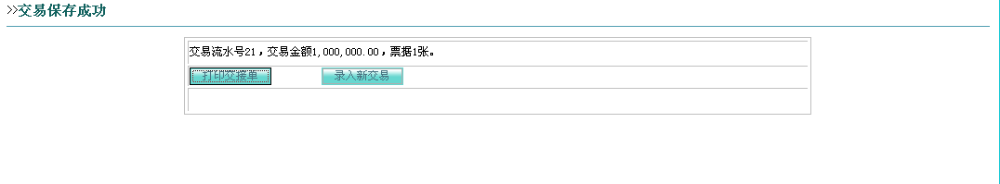 >>交易保存成功
交易流水号21，交易金额1,000,000.00，票据1张。
打印交接单 录入新交易